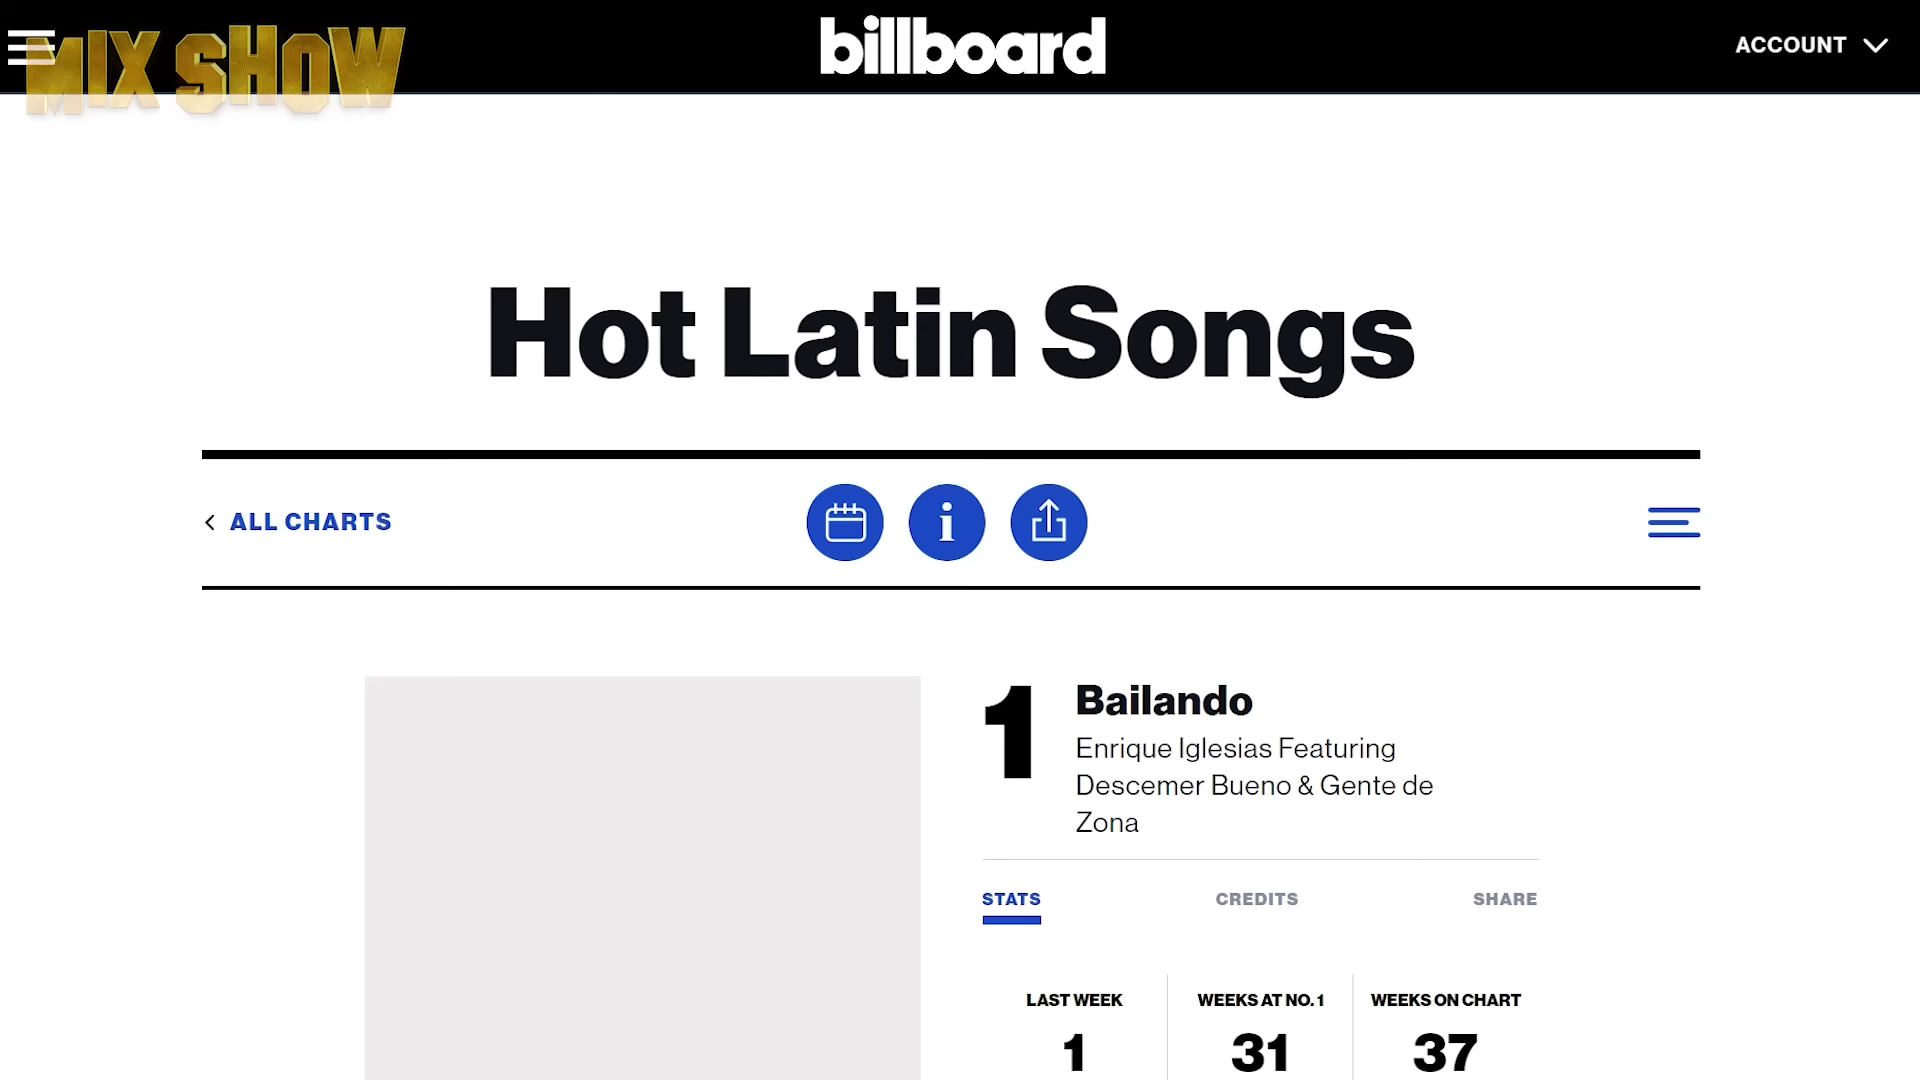 MIX SHOW
billboard
ACCOUNT
Hot Latin Songs
ALL CHARTS
i
1
Bailando
Enrique Iglesias Featuring
Descemer Bueno & Gente de
Zona
STATS CREDITS SHARE
LAST WEEK WEEKS AT NO. 1 WEEKS ON CHART
1 31 37